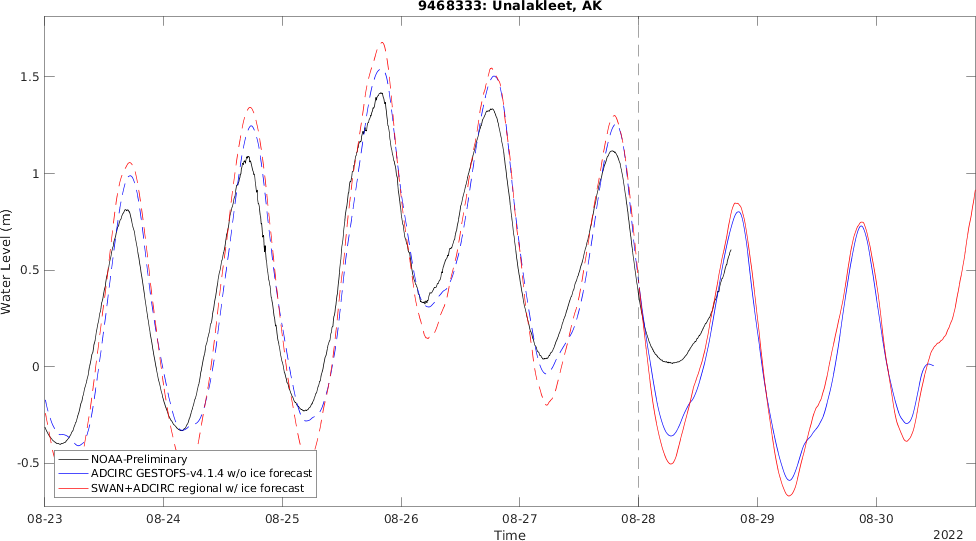 9468333: Unalakleet, AK
Water Level (m)
1.5
1
0.5
0
-0.5
NOAA-Preliminary
ADCIRC GESTOFS-v4.1.4 w/o ice forecast
SWAN+ADCIRC regional w/ ice forecast
08-23 08-24 08-25 08-26 08-27 08-28 08-29 08-30
Time
2022